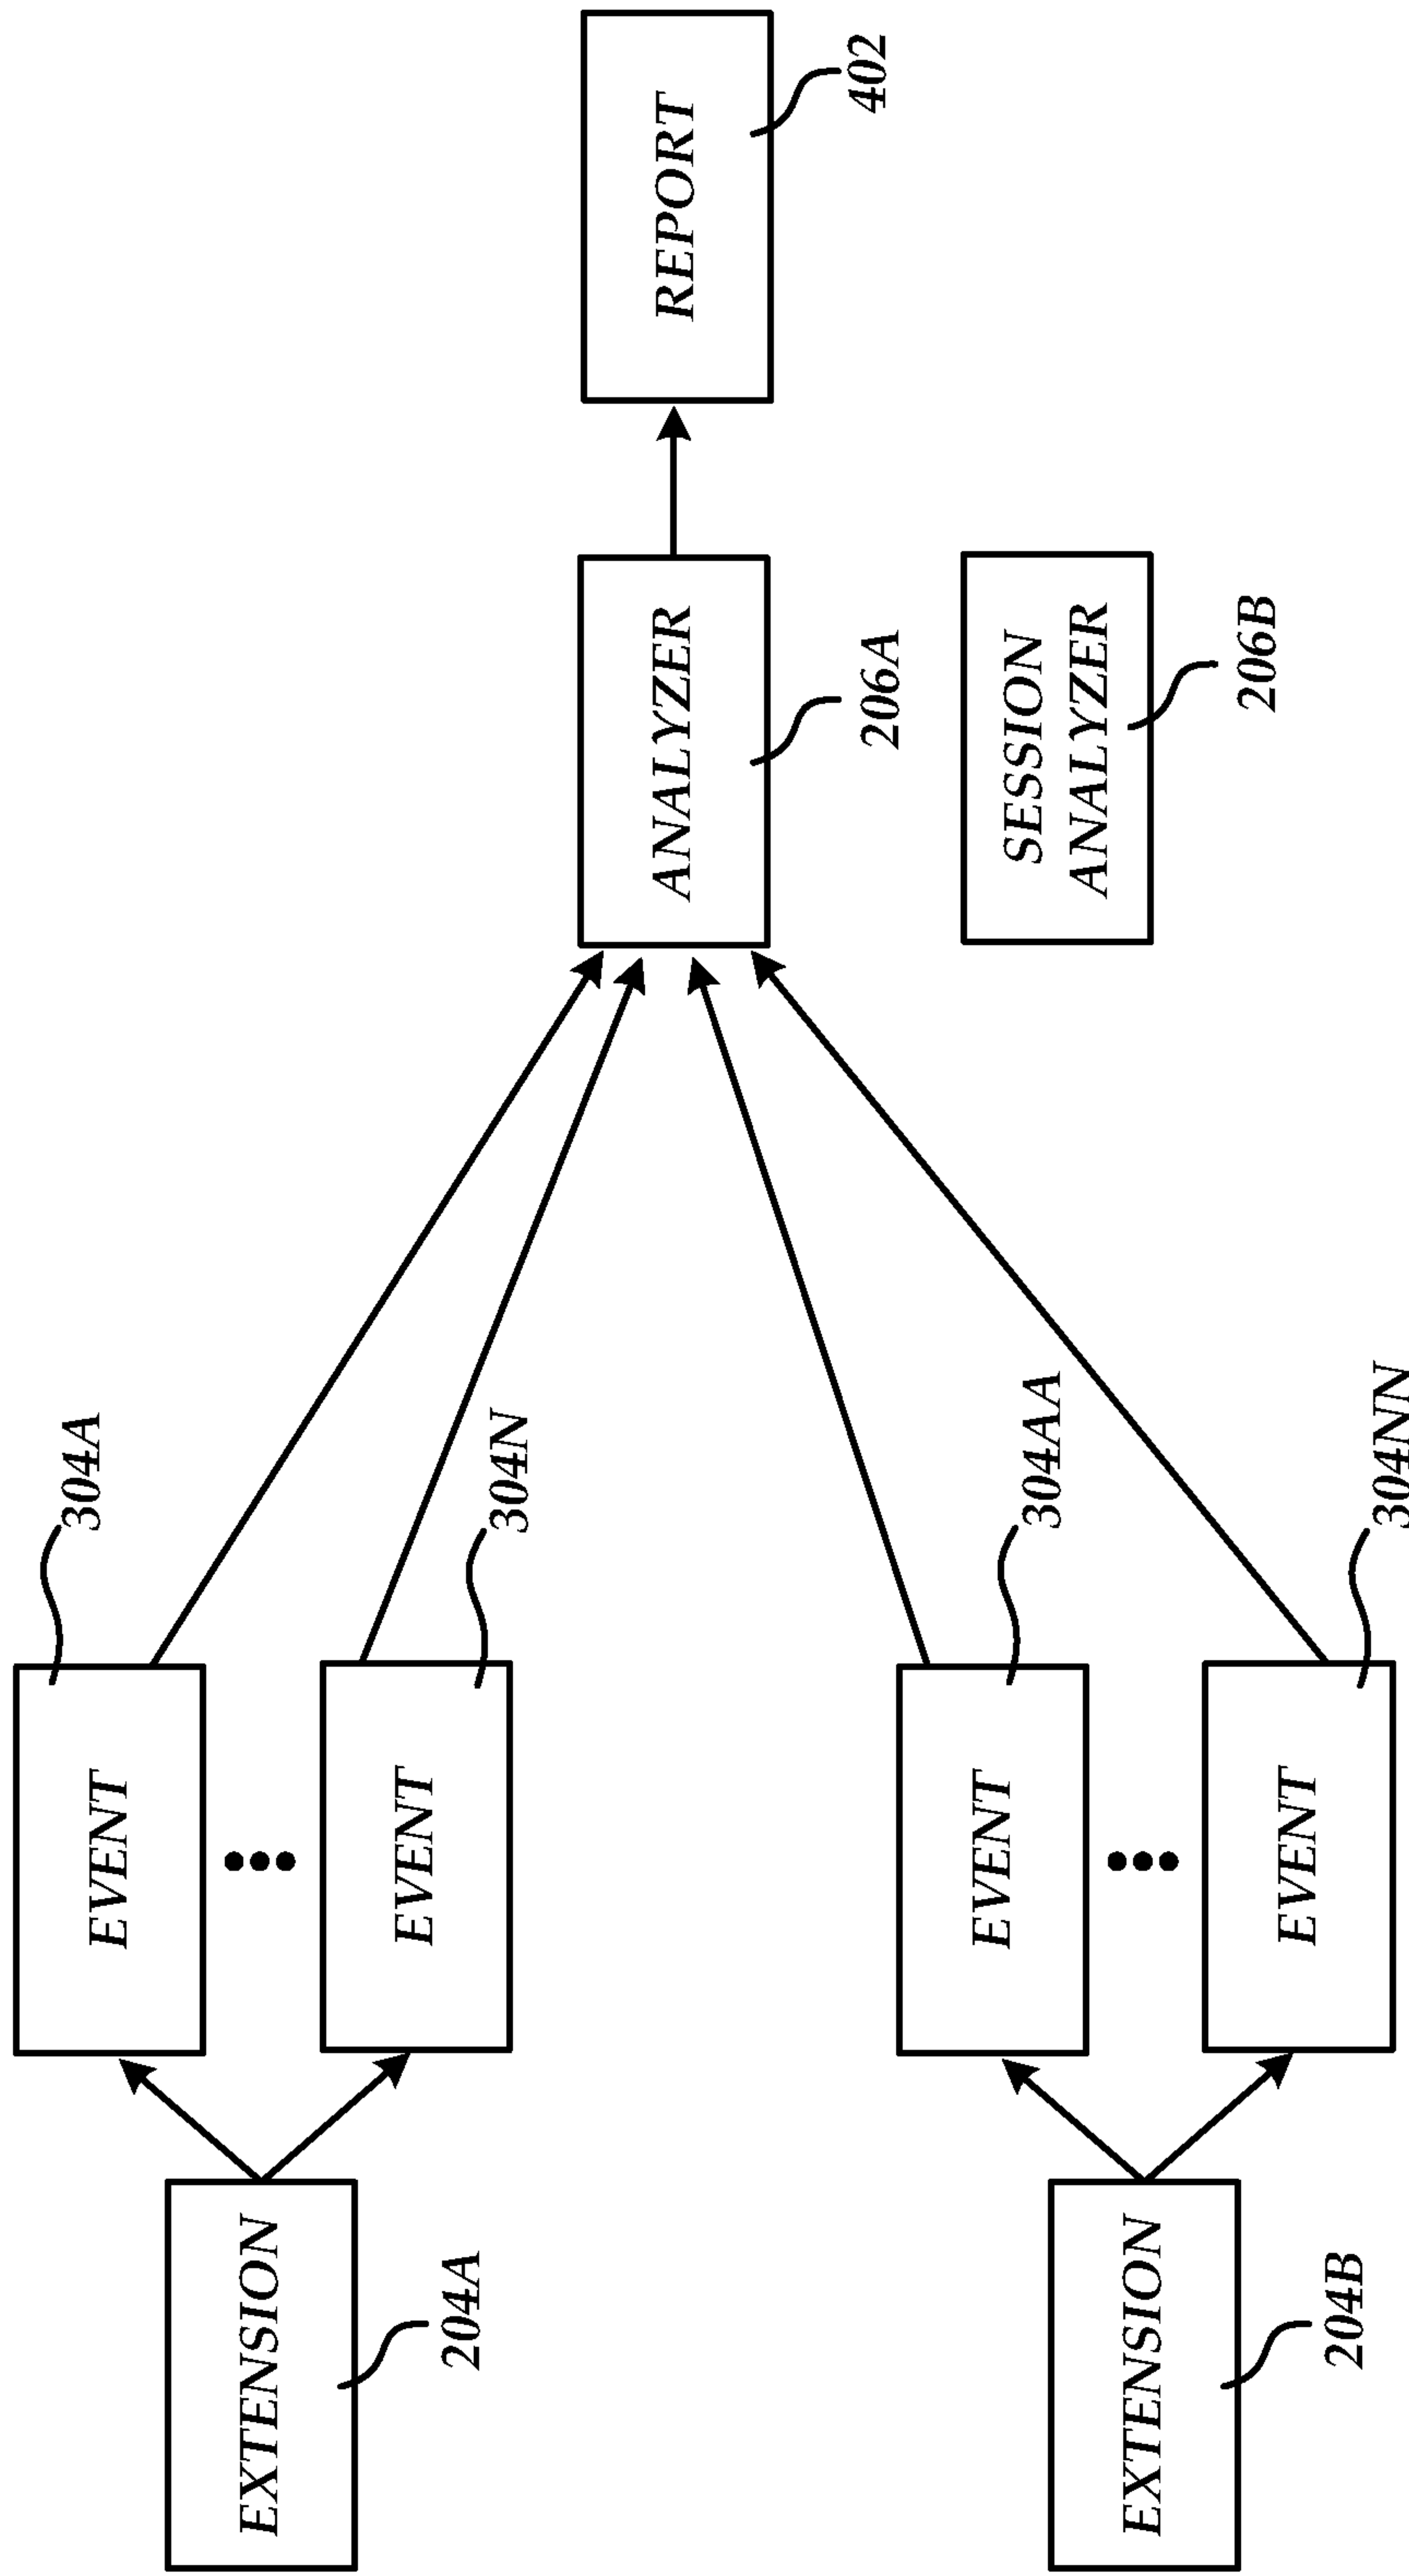 EXTENSION
204A
EVENT
304A
EVENT
304N
EXTENSION
204B
EVENT
304AA
EVENT
304NN
ANALYZER
206A
SESSION
ANALYZER
206B
REPORT
402